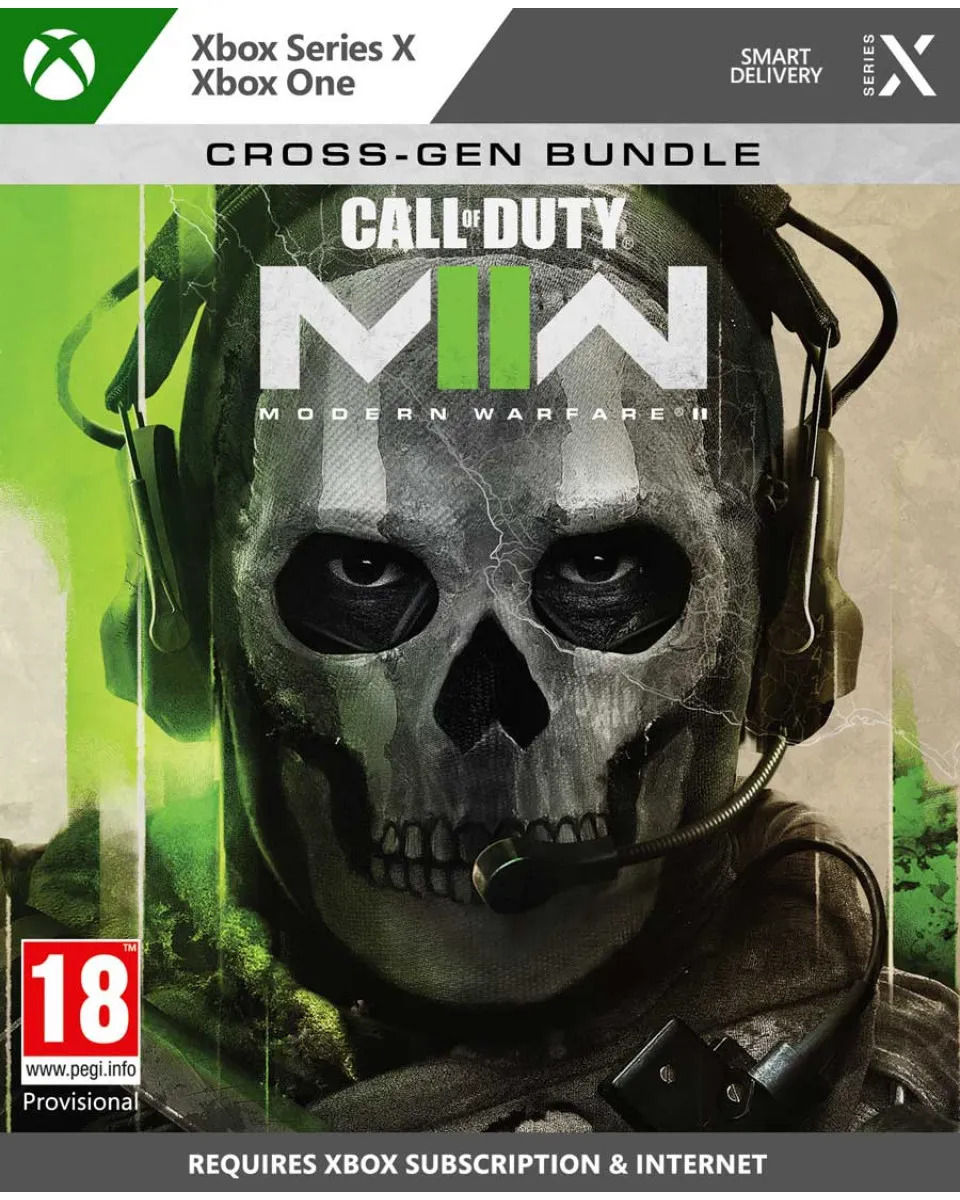 Xbox Series X
Xbox One
SMART
DELIVERY
SERIES X
CROSS-GEN BUNDLE
CALL OF DUTY®
MIIW
MODERN WARFARE® II
18™
www.pegi.info
Provisional
REQUIRES XBOX SUBSCRIPTION & INTERNET